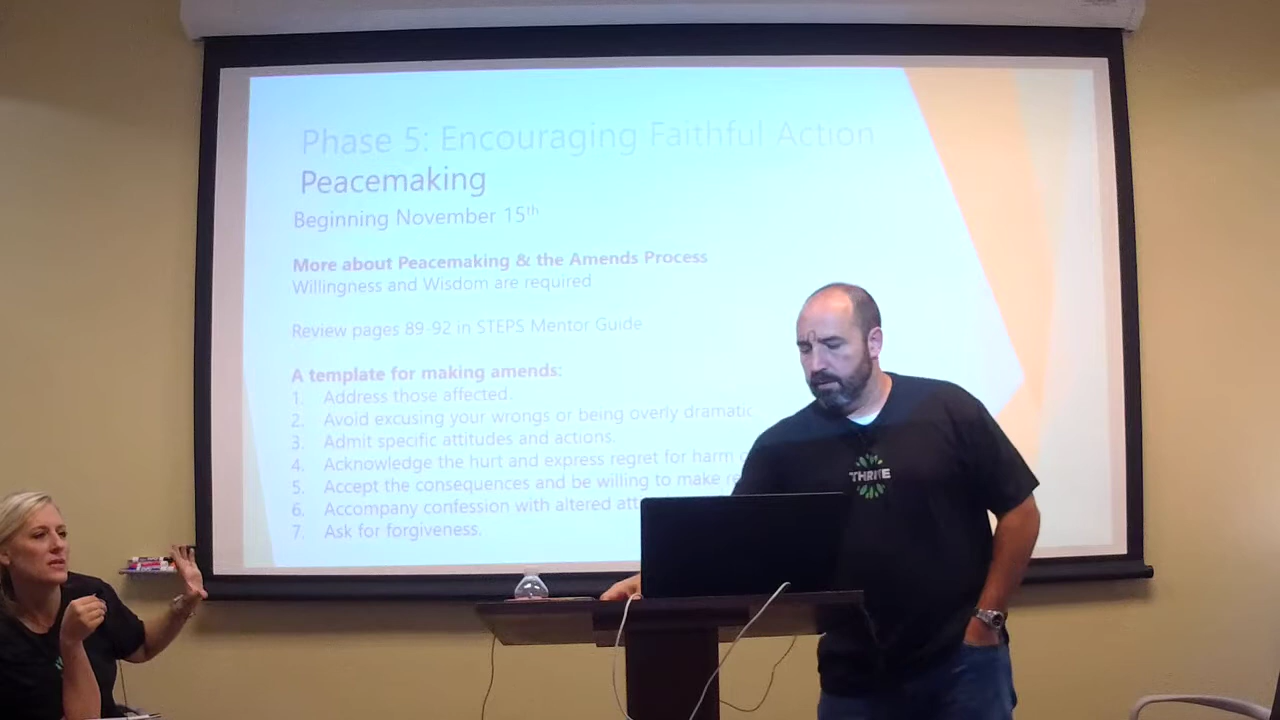 Phase 5: Encouraging Faithful Action
Peacemaking
Beginning November 15th
More about Peacemaking & the Amends Process
Willingness and Wisdom are required
Review pages 89-92 in STEPS Mentor Guide
A template for making amends:
1. Address those affected.
2. Avoid excusing your wrongs or being overly dramatic
3. Admit specific attitudes and actions.
4. Acknowledge the hurt and express regret for harm
5. Accept the consequences and be willing to make
6. Accompany confession with altered
7. Ask for forgiveness.
THRIVE